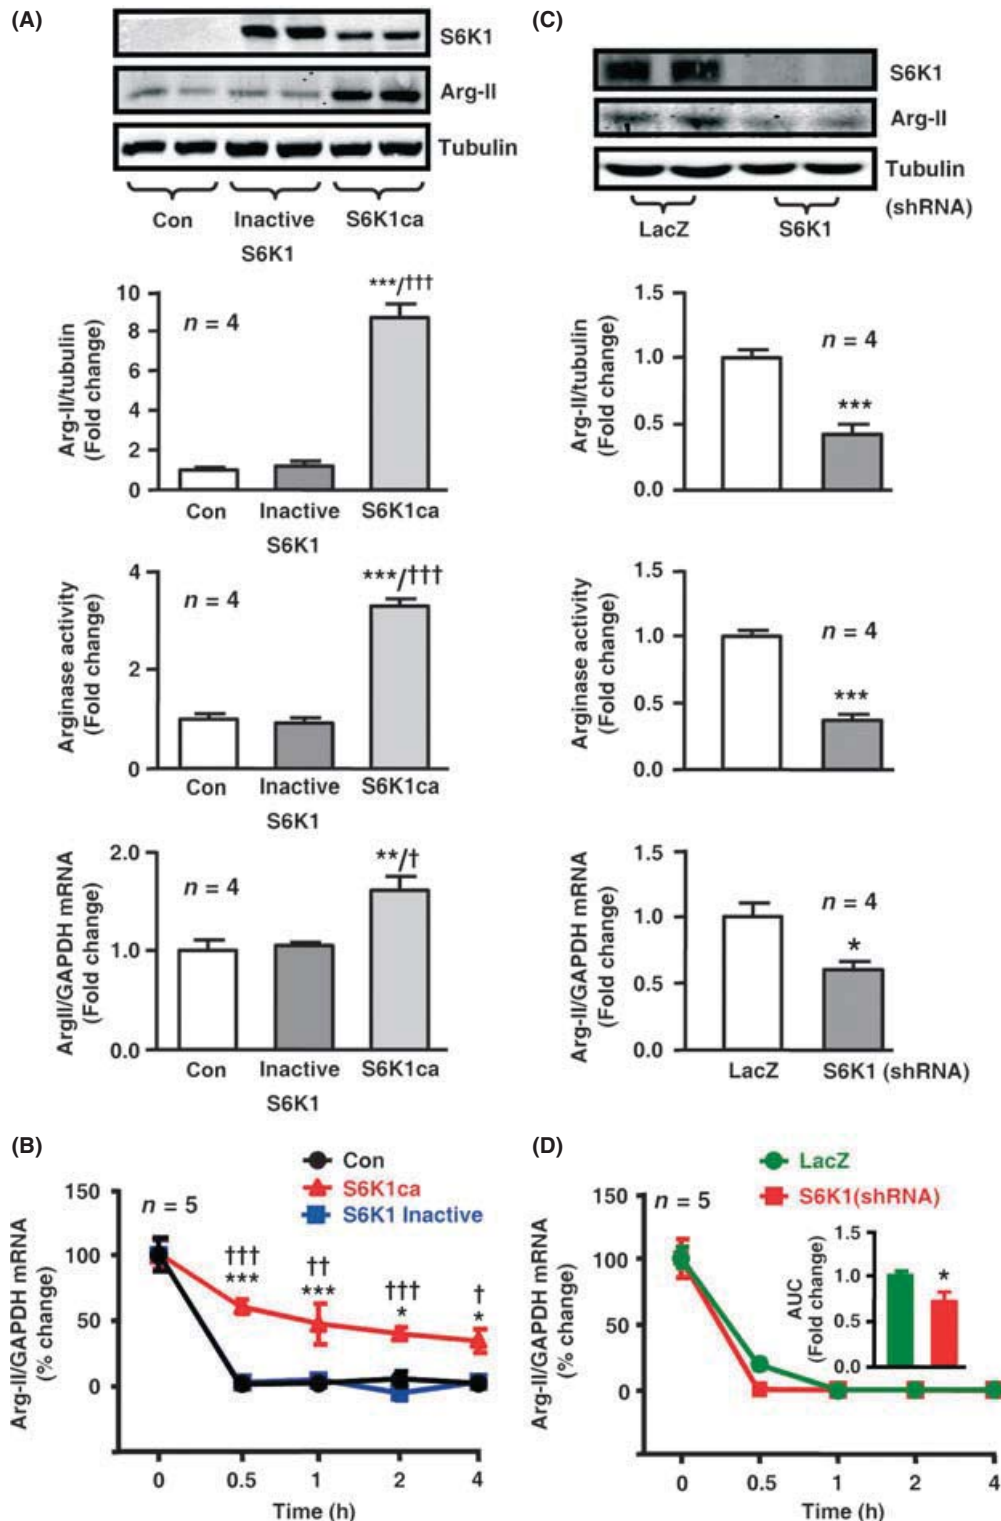 (A)
S6K1
Arg-II
Tubulin
Con
Inactive
S6K1
S6K1ca
10
8
6
4
2
0
Arg-II/tubulin
(Fold change)
n = 4
***/†††
Con
Inactive
S6K1
S6K1ca
4
2
0
Arginase activity
(Fold change)
n = 4
***/†††
Con
Inactive
S6K1
S6K1ca
2.0
1.0
0.0
ArgII/GAPDH mRNA
(Fold change)
n = 4
**/†
Con
Inactive
S6K1
S6K1ca
(C)
S6K1
Arg-II
Tubulin
(shRNA)
LacZ
S6K1
1.5
1.0
0.5
0.0
Arg-II/tubulin
(Fold change)
n = 4
***
1.5
1.0
0.5
0.0
Arginase activity
(Fold change)
n = 4
***
1.5
1.0
0.5
0.0
Arg-II/GAPDH mRNA
(Fold change)
n = 4
*
LacZ
S6K1 (shRNA)
(B)
Con
S6K1ca
S6K1 Inactive
150
100
50
0
Arg-II/GAPDH mRNA
(% change)
n = 5
†††
***
††
***
†††
*
†
*
0
0.5
1
2
4
Time (h)
(D)
LacZ
S6K1(shRNA)
150
100
50
0
Arg-II/GAPDH mRNA
(% change)
n = 5
1.5
1.0
0.5
0.0
AUC
(Fold change)
*
0
0.5
1
2
4
Time (h)